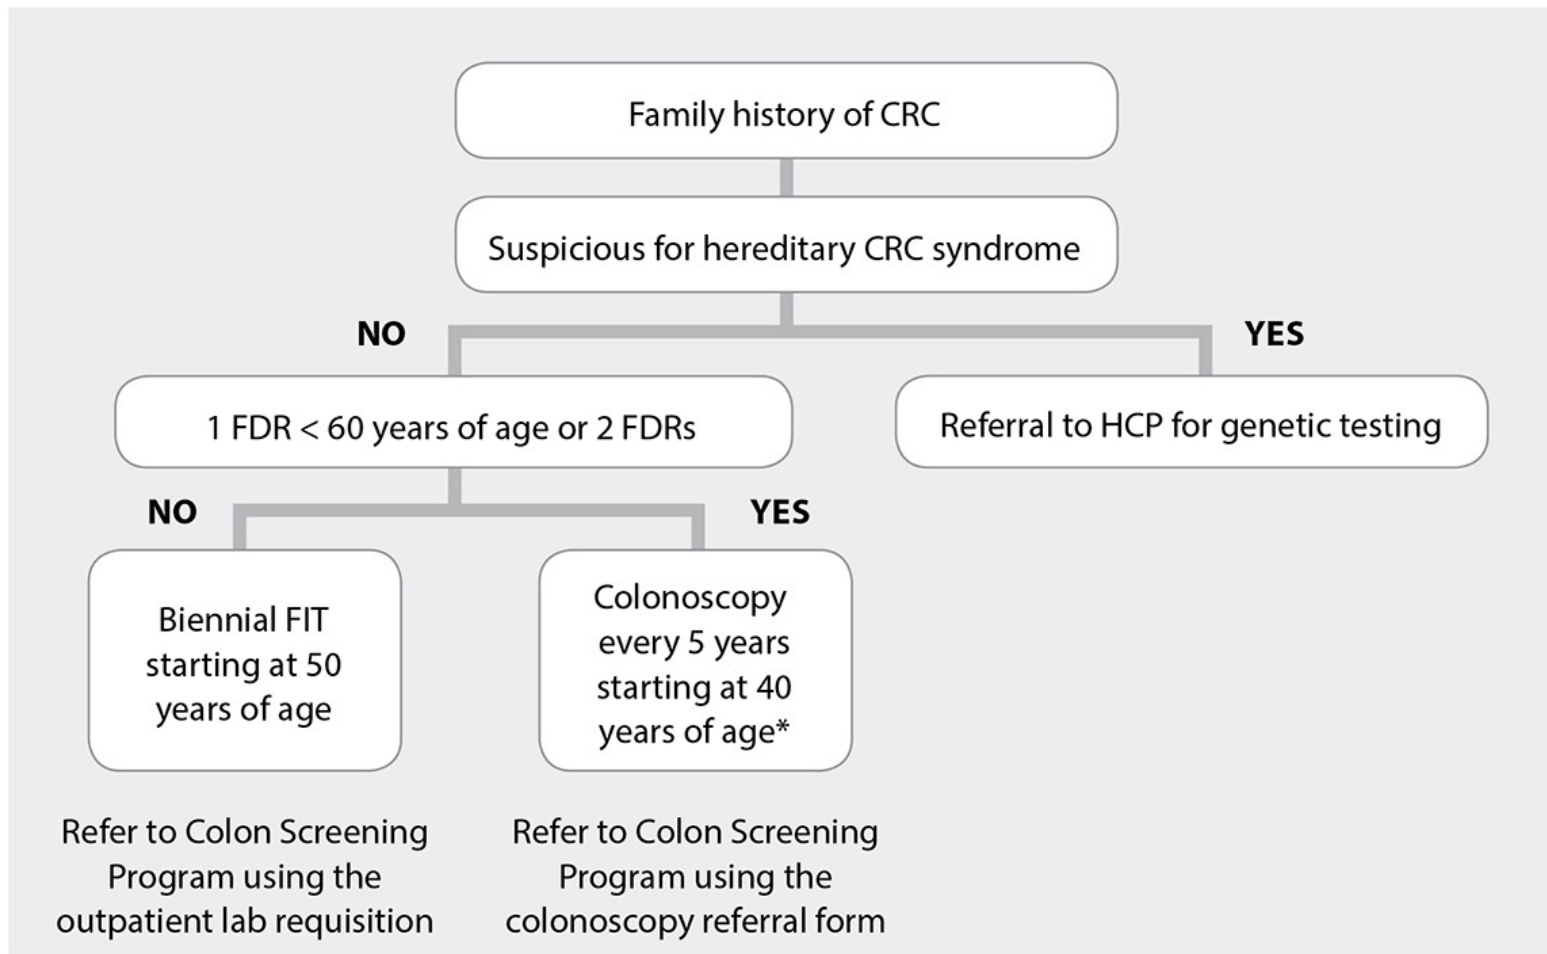 Family history of CRC
Suspicious for hereditary CRC syndrome
NO
YES
1 FDR < 60 years of age or 2 FDRs
Referral to HCP for genetic testing
NO
YES
Biennial FIT
starting at 50
years of age
Colonoscopy
every 5 years
starting at 40
years of age*
Refer to Colon Screening
Program using the
outpatient lab requisition
Refer to Colon Screening
Program using the
colonoscopy referral form